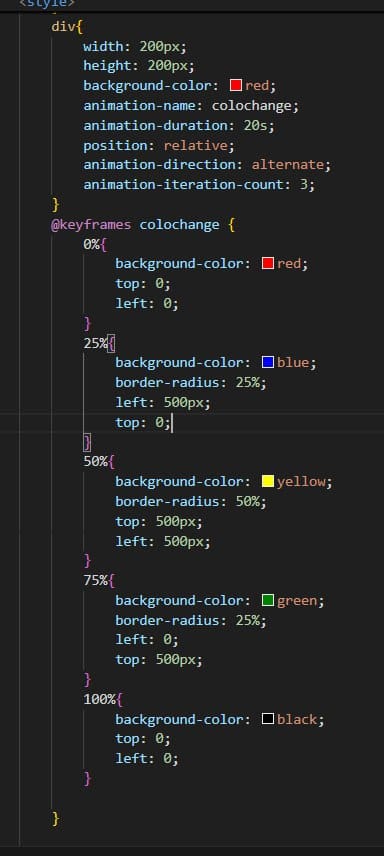 <style>
div{
width: 200px;
height: 200px;
background-color: red;
animation-name: colochange;
animation-duration: 20s;
position: relative;
animation-direction: alternate;
animation-iteration-count: 3;
}
@keyframes colochange {
0%{
background-color: red;
top: 0;
left: 0;
}
25%{
background-color: blue;
border-radius: 25%;
left: 500px;
top: 0;
}
50%{
background-color: yellow;
border-radius: 50%;
top: 500px;
left: 500px;
}
75%{
background-color: green;
border-radius: 25%;
left: 0;
top: 500px;
}
100%{
background-color: black;
top: 0;
left: 0;
}
}